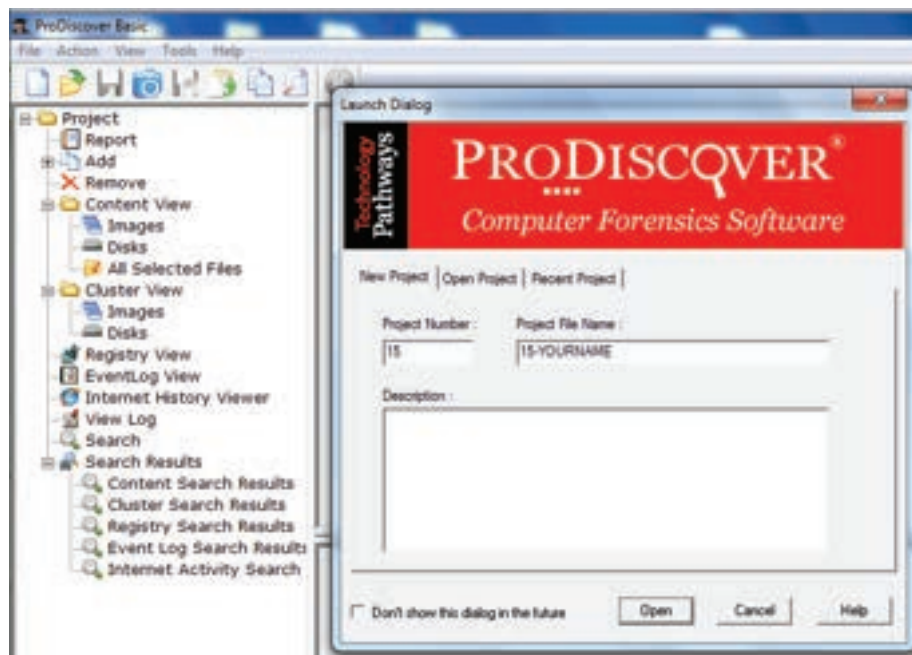 ProDiscover Basic
File Action View Tools Help
Project
Report
Add
Remove
Content View
Images
Disks
All Selected Files
Cluster View
Images
Disks
Registry View
EventLog View
Internet History Viewer
View Log
Search
Search Results
Content Search Results
Cluster Search Results
Registry Search Results
Event Log Search Results
Internet Activity Search
Launch Dialog
Technology
Pathways
PRODISCOVER®
Computer Forensics Software
New Project Open Project Recent Project
Project Number : Project File Name :
15 15-YOURNAME
Description :
Don't show this dialog in the future Open Cancel Help